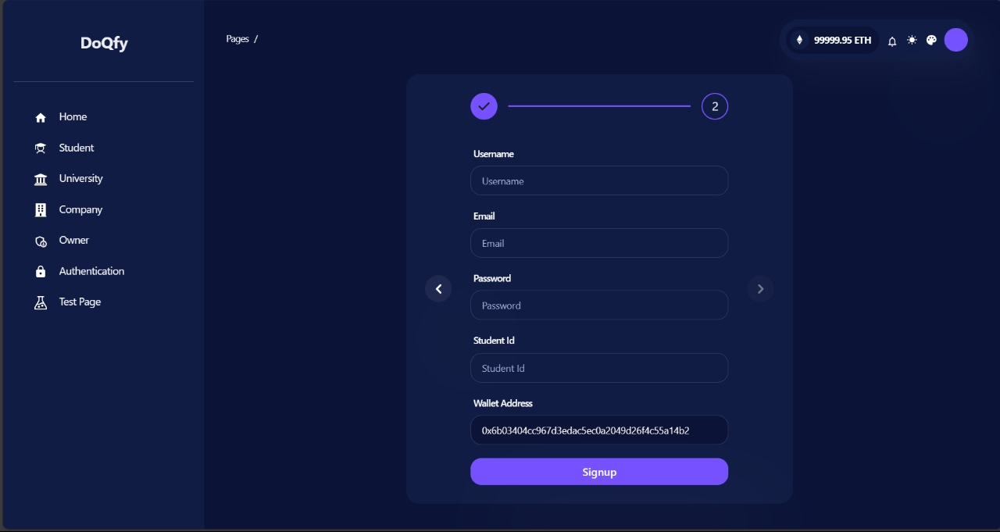 DoQfy
Home
Student
University
Company
Owner
Authentication
Test Page
Pages /
99999.95 ETH
2
Username
Username
Email
Email
Password
Password
Student Id
Student Id
Wallet Address
0x6b03404cc967d3edac5ec0a2049d26f4c55a14b2
Signup